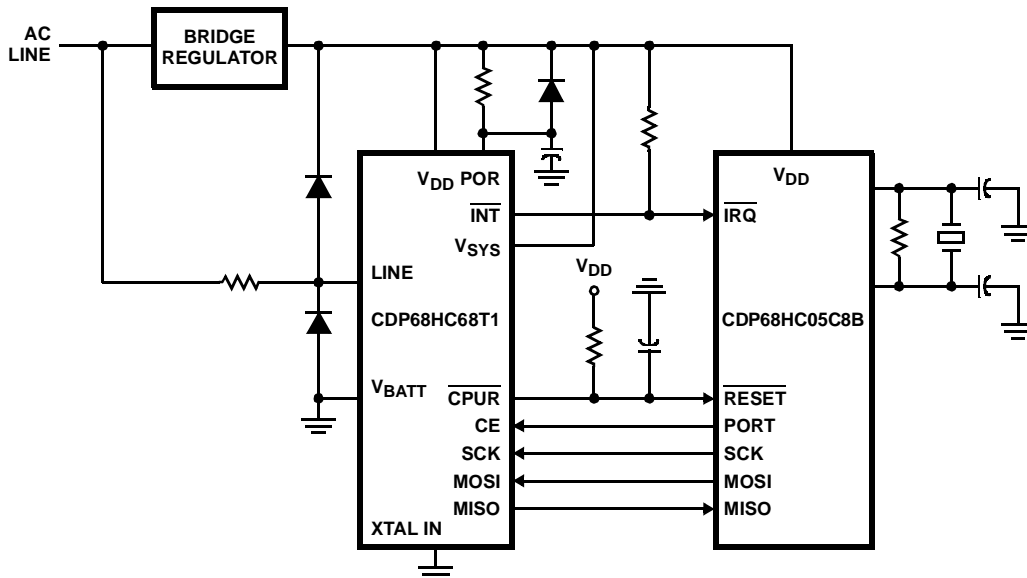 AC
LINE
BRIDGE
REGULATOR
VDD POR
INT
VSYS
LINE
CDP68HC68T1
VBATT
CPUR
CE
SCK
MOSI
MISO
XTAL IN
VDD
VDD
IRQ
CDP68HC05C8B
RESET
PORT
SCK
MOSI
MISO